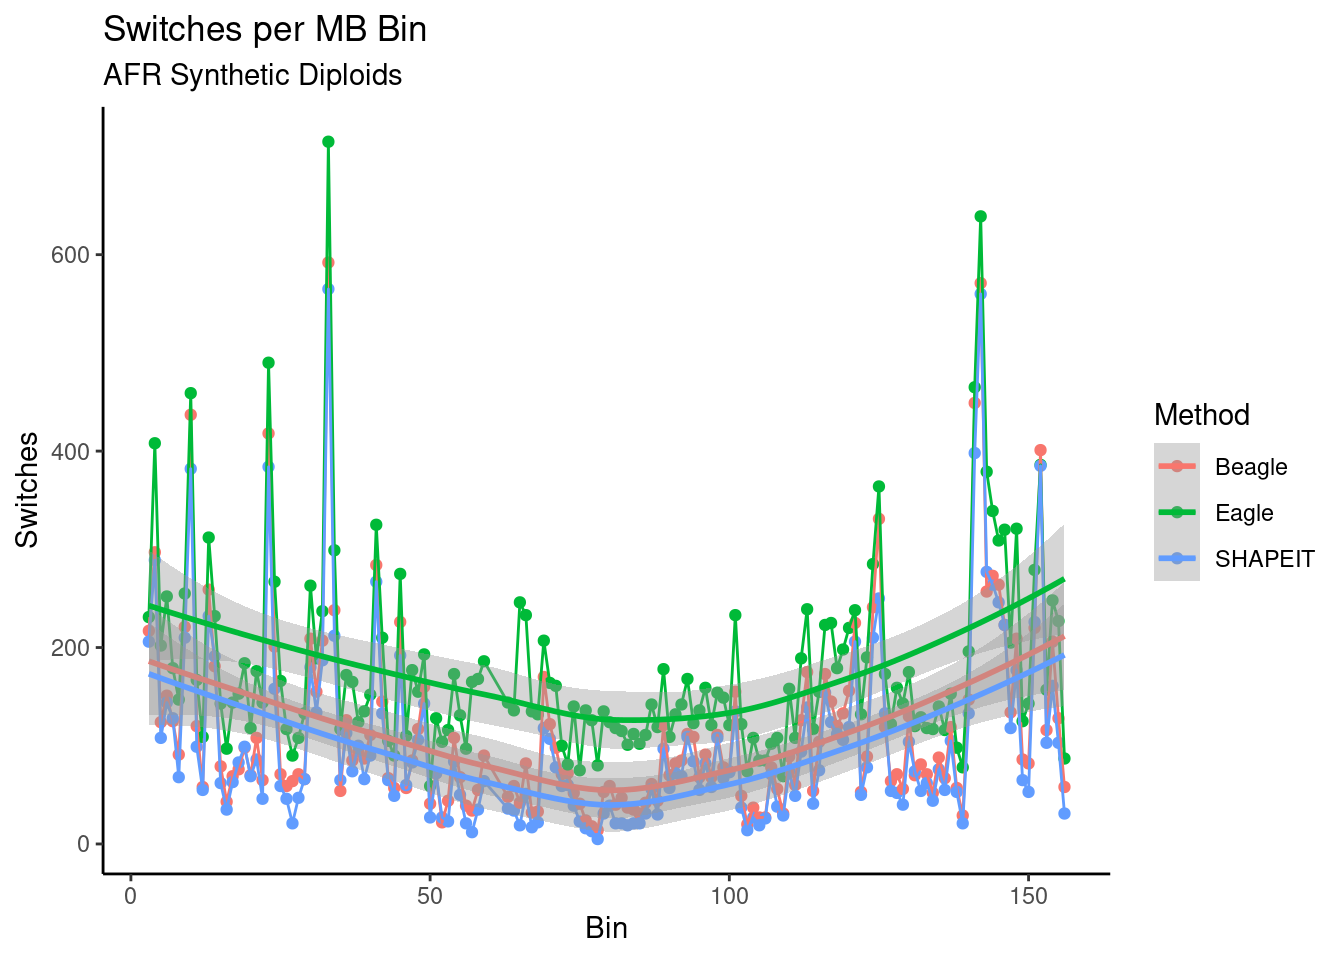 Switches per MB Bin
AFR Synthetic Diploids
Switches
600
400
200
0
0 50 100 150
Bin
Method
Beagle
Eagle
SHAPEIT